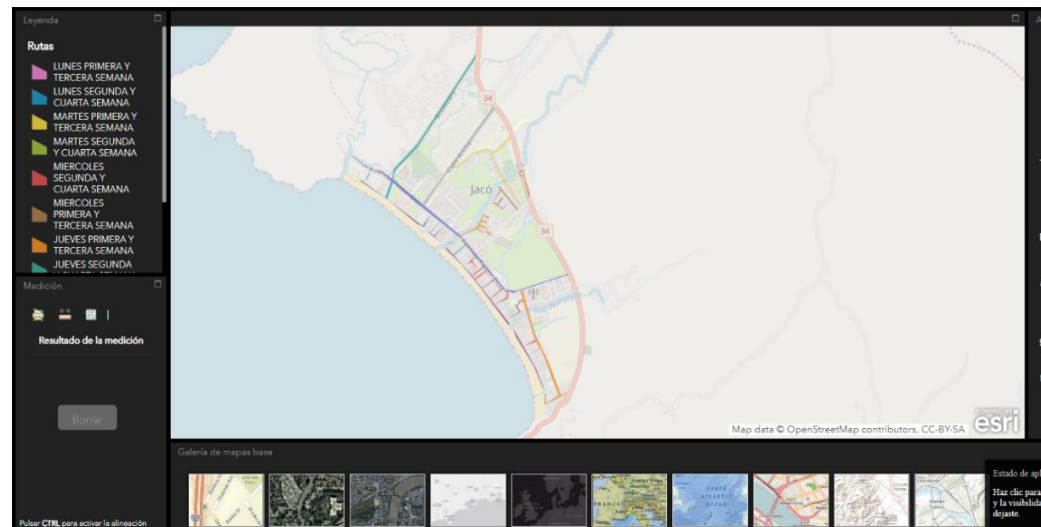 Leyenda
Rutas
LUNES PRIMERA Y
TERCERA SEMANA
LUNES SEGUNDA Y
CUARTA SEMANA
MARTES PRIMERA Y
TERCERA SEMANA
MARTES SEGUNDA
Y CUARTA SEMANA
MIERCOLES
SEGUNDA Y
CUARTA SEMANA
MIERCOLES
PRIMERA Y
TERCERA SEMANA
JUEVES PRIMERA Y
TERCERA SEMANA
JUEVES SEGUNDA
Medición
Resultado de la medición
Borrar
Pulsar CTRL para activar la alineación
34
Jacó
34
Map data © OpenStreetMap contributors, CC-BY-SA
esri
Galería de mapas base
Estado de apl
Haz clic para
y la visibilida
dejaste.